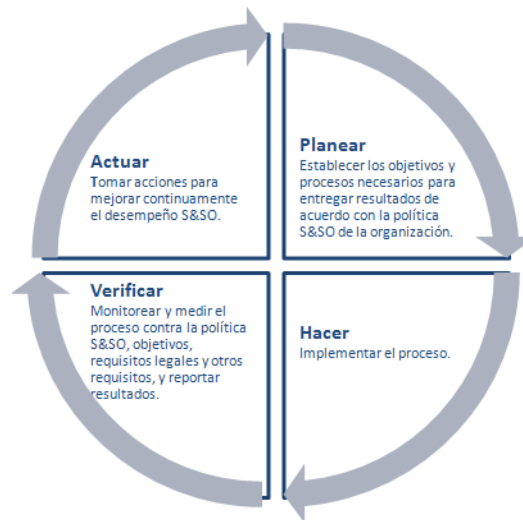 Actuar
Tomar acciones para
mejorar continuamente
el desempeño S&SO.
Planear
Establecer los objetivos y
procesos necesarios para
entregar resultados de
acuerdo con la política
S&SO de la organización.
Verificar
Monitorear y medir el
proceso contra la política
S&SO, objetivos,
requisitos legales y otros
requisitos, y reportar
resultados.
Hacer
Implementar el proceso.